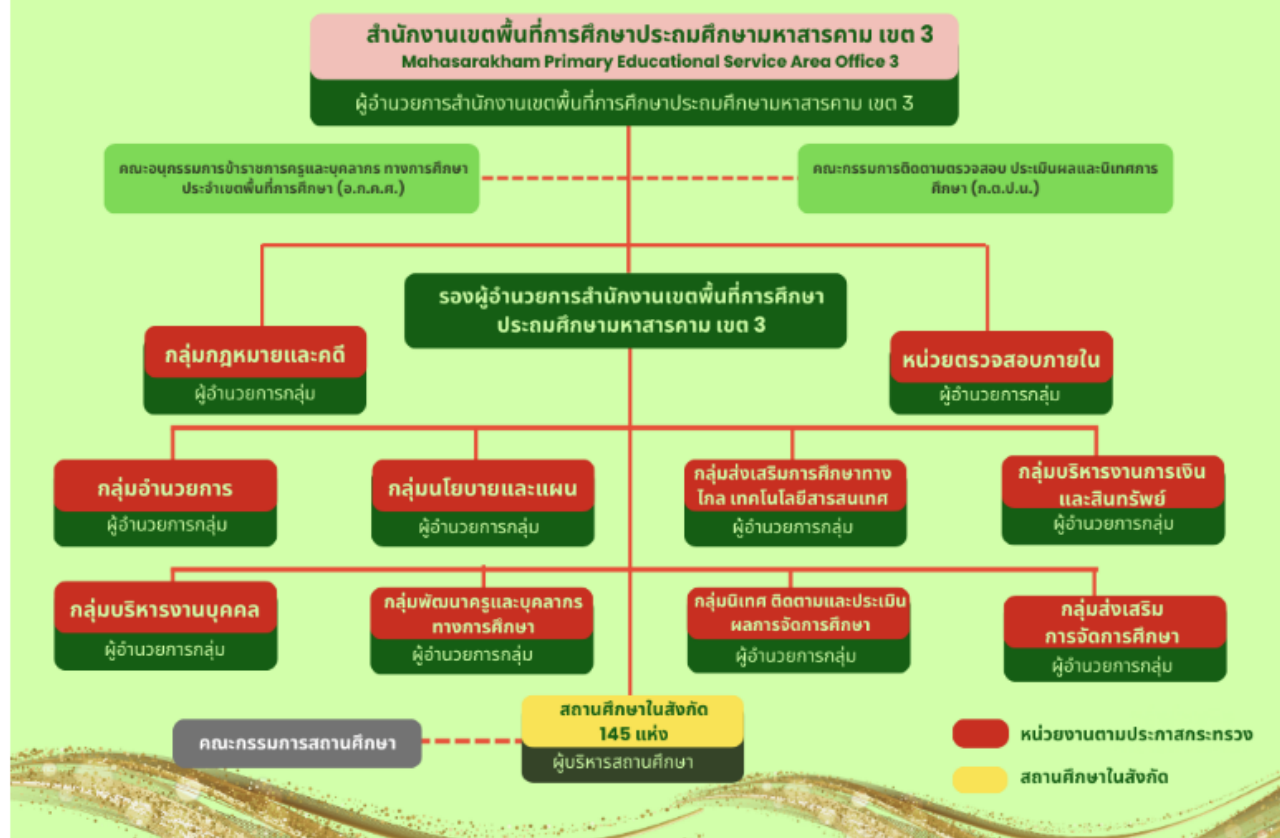 สำนักงานเขตพื้นที่การศึกษาประถมศึกษามหาสารคาม เขต 3
Mahasarakham Primary Educational Service Area Office 3
ผู้อำนวยการสำนักงานเขตพื้นที่การศึกษาประถมศึกษามหาสารคาม เขต 3
คณะอนุกรรมการข้าราชการครูและบุคลากร ทางการศึกษา
ประจำเขตพื้นที่การศึกษา (อ.ก.ค.ศ.)
คณะกรรมการติดตามตรวจสอบ ประเมินผลและนิเทศการ
ศึกษา (ก.ต.ป.น.)
รองผู้อำนวยการสำนักงานเขตพื้นที่การศึกษา
ประถมศึกษามหาสารคาม เขต 3
กลุ่มกฎหมายและคดี
ผู้อำนวยการกลุ่ม
หน่วยตรวจสอบภายใน
ผู้อำนวยการกลุ่ม
กลุ่มอำนวยการ
ผู้อำนวยการกลุ่ม
กลุ่มนโยบายและแผน
ผู้อำนวยการกลุ่ม
กลุ่มส่งเสริมการศึกษาทาง
ไกล เทคโนโลยีสารสนเทศ
ผู้อำนวยการกลุ่ม
กลุ่มบริหารงานการเงิน
และสินทรัพย์
ผู้อำนวยการกลุ่ม
กลุ่มบริหารงานบุคคล
ผู้อำนวยการกลุ่ม
กลุ่มพัฒนาครูและบุคลากร
ทางการศึกษา
ผู้อำนวยการกลุ่ม
กลุ่มนิเทศ ติดตามและประเมิน
ผลการจัดการศึกษา
ผู้อำนวยการกลุ่ม
กลุ่มส่งเสริม
การจัดการศึกษา
ผู้อำนวยการกลุ่ม
สถานศึกษาในสังกัด
145 แห่ง
ผู้บริหารสถานศึกษา
คณะกรรมการสถานศึกษา
หน่วยงานตามประกาสกระทรวง
สถานศึกษาในสังกัด